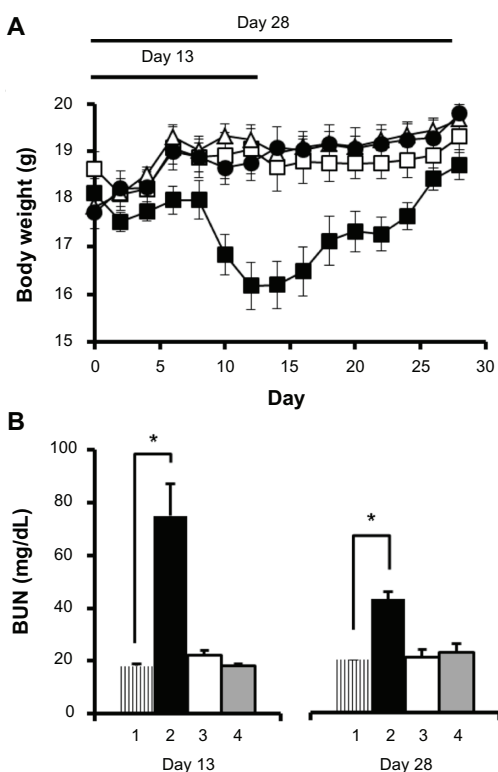 A
Day 28
Day 13
20
19
18
17
16
15
Body weight (g)
0 5 10 15 20 25 30
Day
B
100
80
60
40
20
0
BUN (mg/dL)
* *
1 2 3 4 1 2 3 4
Day 13 Day 28